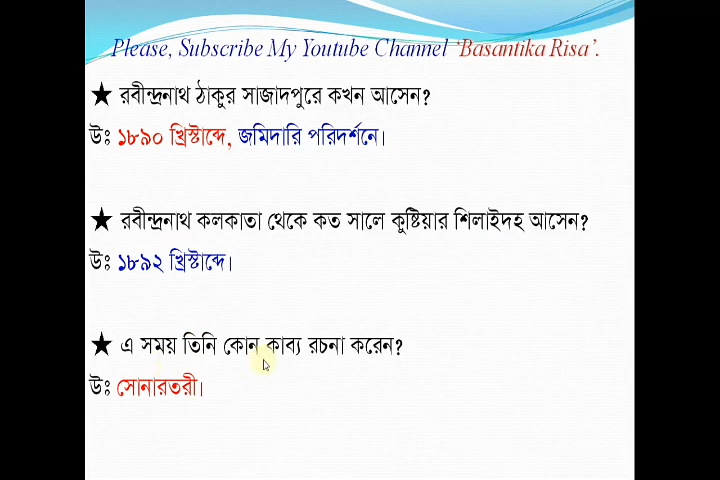 Please, Subscribe My Youtube Channel ‘Basantika Risa’.
★ রবীন্দ্রনাথ ঠাকুর সাজাদপুরে কখন আসেন?
উঃ ১৮৯০ খ্রিস্টাব্দে, জমিদারি পরিদর্শনে।
★ রবীন্দ্রনাথ কলকাতা থেকে কত সালে কুষ্টিয়ার শিলাইদহ আসেন?
উঃ ১৮৯২ খ্রিস্টাব্দে।
★ এ সময় তিনি কোন কাব্য রচনা করেন?
উঃ সোনারতরী।